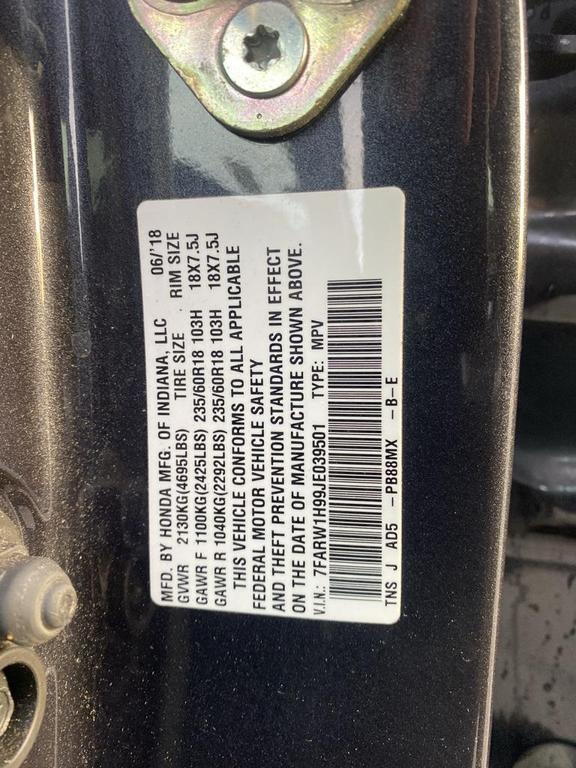 MFD. BY HONDA MFG. OF INDIANA, LLC 06/'18
GVWR 2130KG(4695LBS) TIRE SIZE RIM SIZE
GAWR F 1100KG(2425LBS) 235/60R18 103H 18X7.5J
GAWR R 1040KG(2292LBS) 235/60R18 103H 18X7.5J
THIS VEHICLE CONFORMS TO ALL APPLICABLE
FEDERAL MOTOR VEHICLE SAFETY
AND THEFT PREVENTION STANDARDS IN EFFECT
ON THE DATE OF MANUFACTURE SHOWN ABOVE.
V.I.N.: 7FARW1H99JE039501 TYPE: MPV
TNS J AD5 -PB88MX -B-E